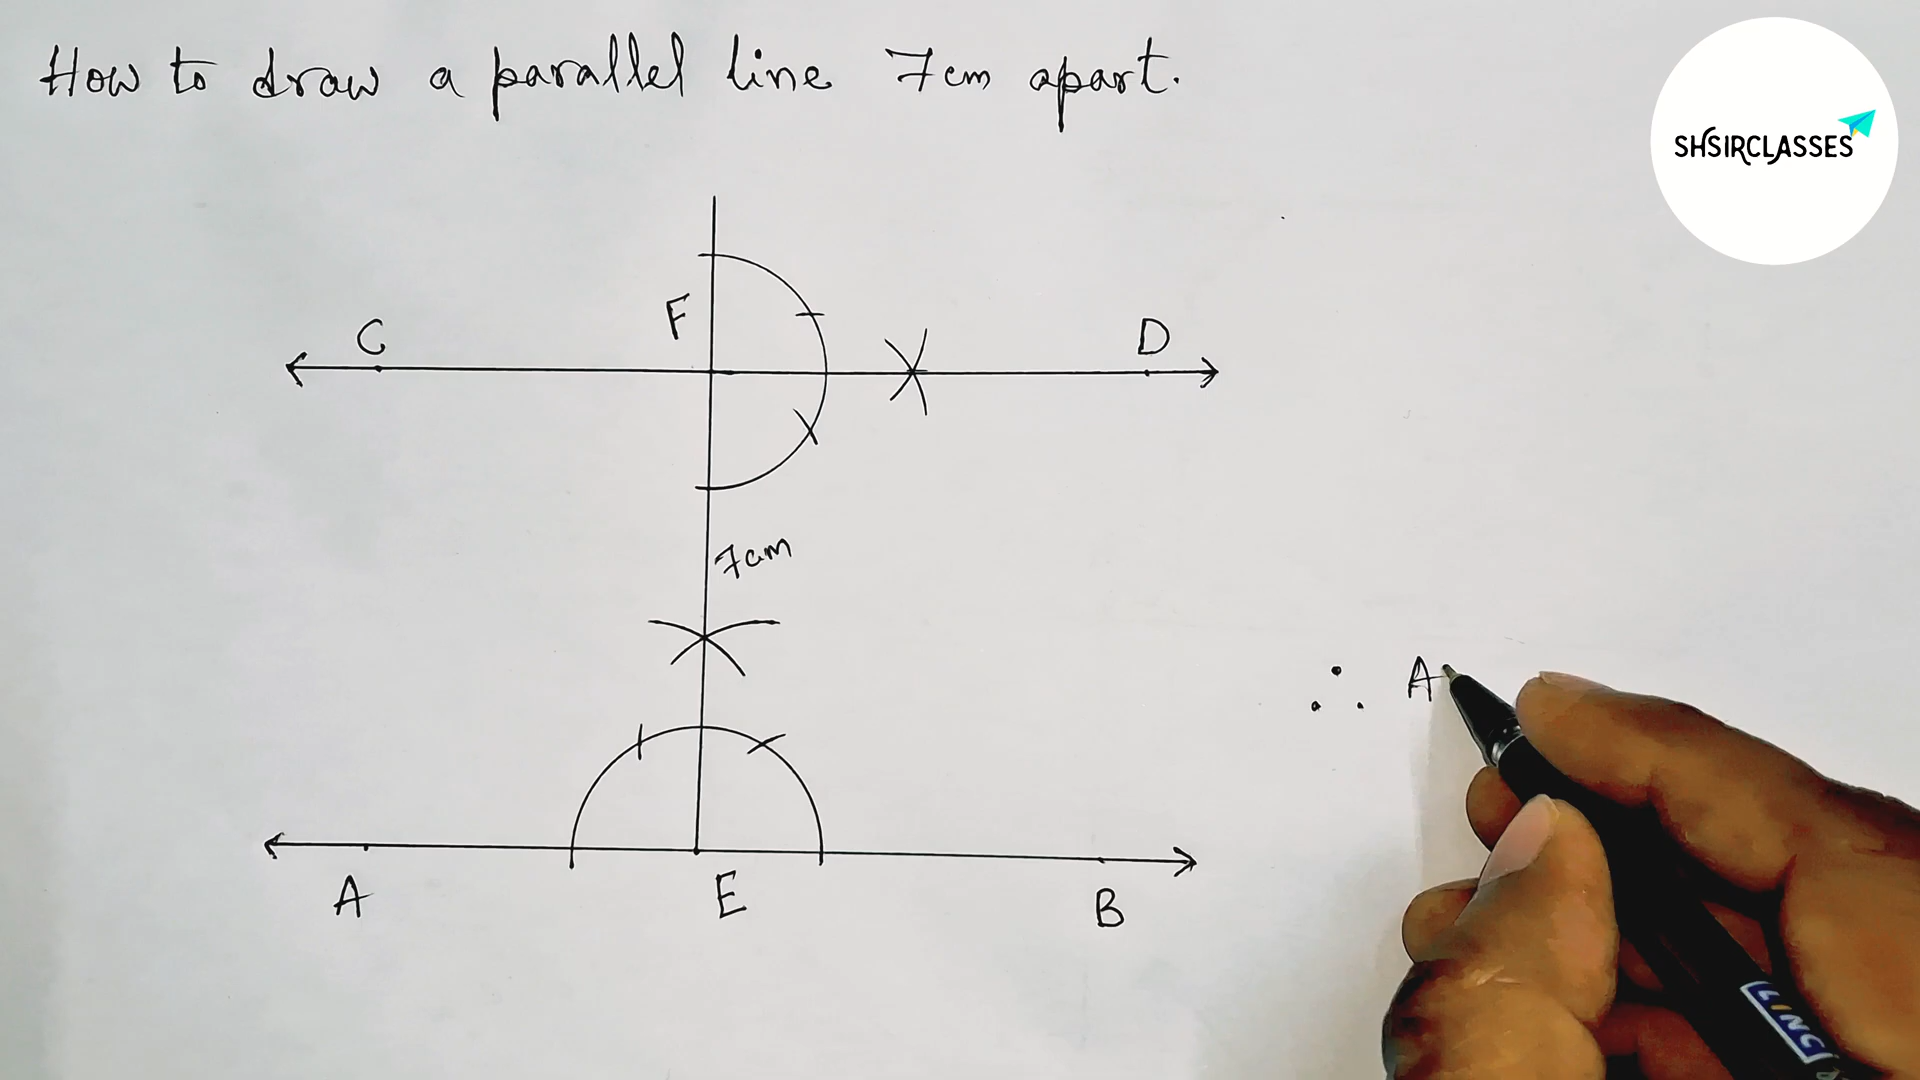 How to draw a parallel line 7cm apart.
SHSIRCLASSES
F
C
D
7cm
∴ A
A
E
B
LINC